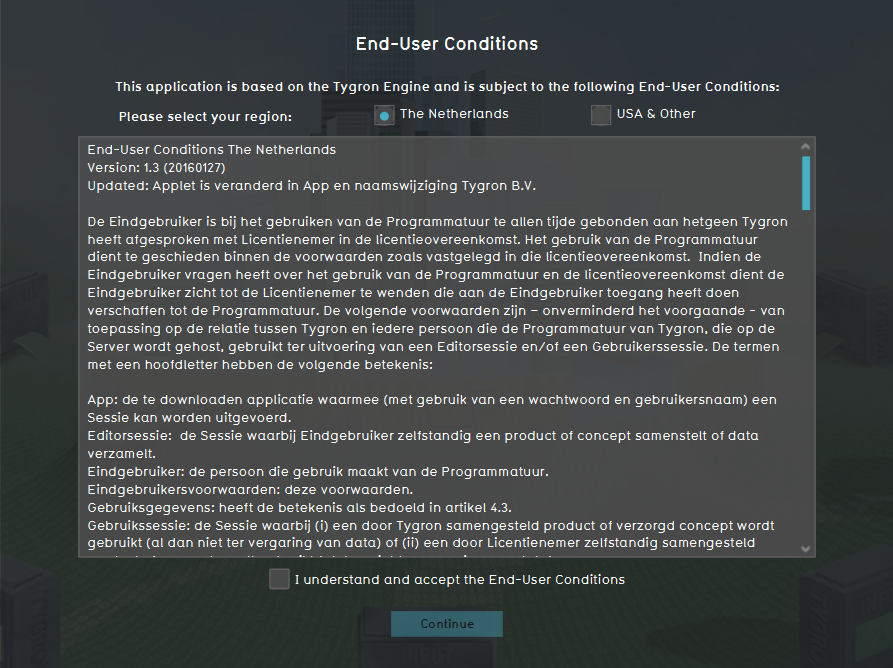 End-User Conditions
This application is based on the Tygron Engine and is subject to the following End-User Conditions:
Please select your region: The Netherlands USA & Other
End-User Conditions The Netherlands
Version: 1.3 (20160127)
Updated: Applet is veranderd in App en naamswijziging Tygron B.V.
De Eindgebruiker is bij het gebruiken van de Programmatuur te allen tijde gebonden aan hetgeen Tygron
heeft afgesproken met Licentienemer in de licentieovereenkomst. Het gebruik van de Programmatuur
dient te geschieden binnen de voorwaarden zoals vastgelegd in die licentieovereenkomst. Indien de
Eindgebruiker vragen heeft over het gebruik van de Programmatuur en de licentieovereenkomst dient de
Eindgebruiker zicht tot de Licentienemer te wenden die aan de Eindgebruiker toegang heeft doen
verschaffen tot de Programmatuur. De volgende voorwaarden zijn – onverminderd het voorgaande - van
toepassing op de relatie tussen Tygron en iedere persoon die de Programmatuur van Tygron, die op de
Server wordt gehost, gebruikt ter uitvoering van een Editorsessie en/of een Gebruikerssessie. De termen
met een hoofdletter hebben de volgende betekenis:
App: de te downloaden applicatie waarmee (met gebruik van een wachtwoord en gebruikersnaam) een
Sessie kan worden uitgevoerd.
Editorsessie: de Sessie waarbij Eindgebruiker zelfstandig een product of concept samenstelt of data
verzamelt.
Eindgebruiker: de persoon die gebruik maakt van de Programmatuur.
Eindgebruikersvoorwaarden: deze voorwaarden.
Gebruiksgegevens: heeft de betekenis als bedoeld in artikel 4.3.
Gebruikssessie: de Sessie waarbij (i) een door Tygron samengesteld product of verzorgd concept wordt
gebruikt (al dan niet ter vergaring van data) of (ii) een door Licentienemer zelfstandig samengesteld
I understand and accept the End-User Conditions
Continue